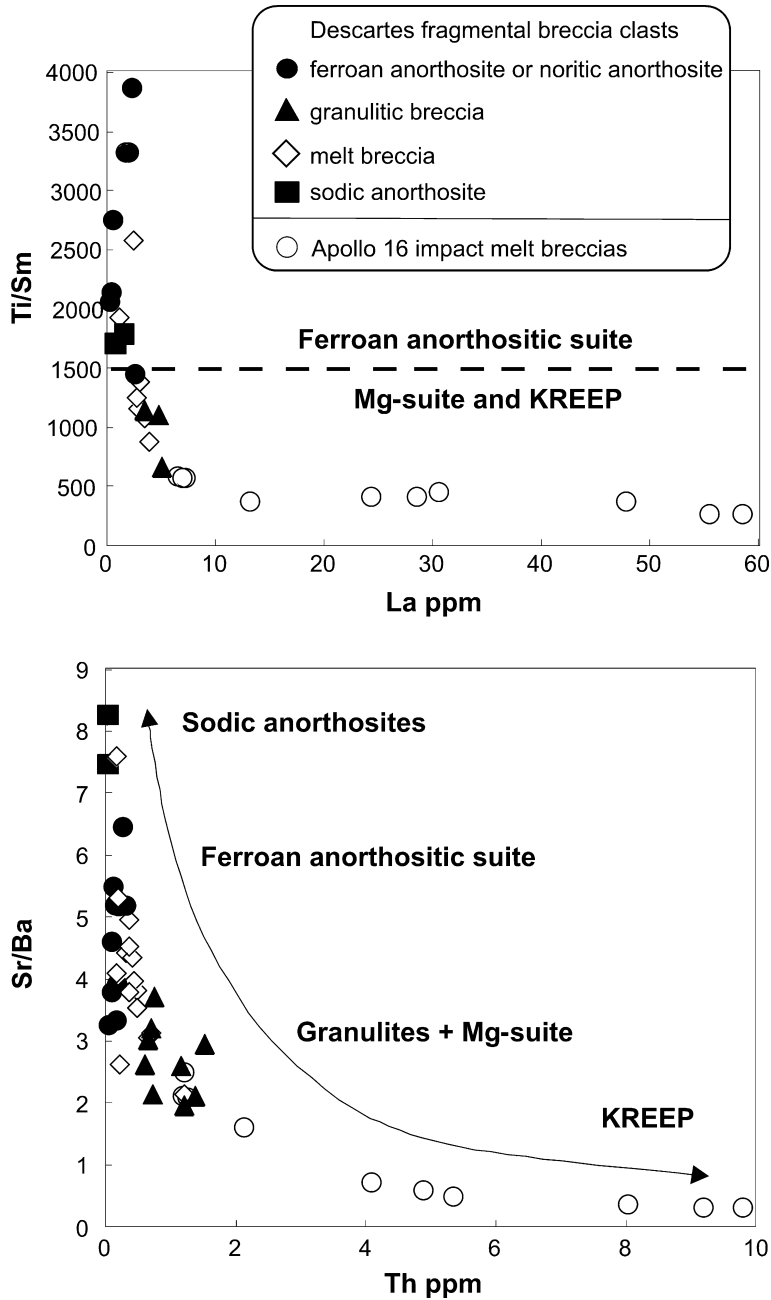 Descartes fragmental breccia clasts
ferroan anorthosite or noritic anorthosite
granulitic breccia
melt breccia
sodic anorthosite
Apollo 16 impact melt breccias
4000
3500
3000
2500
2000
1500
1000
500
0
Ti/Sm
Ferroan anorthositic suite
Mg-suite and KREEP
0
10
20
30
40
50
60
La ppm
9
8
7
6
5
4
3
2
1
0
Sr/Ba
Sodic anorthosites
Ferroan anorthositic suite
Granulites + Mg-suite
KREEP
0
2
4
6
8
10
Th ppm